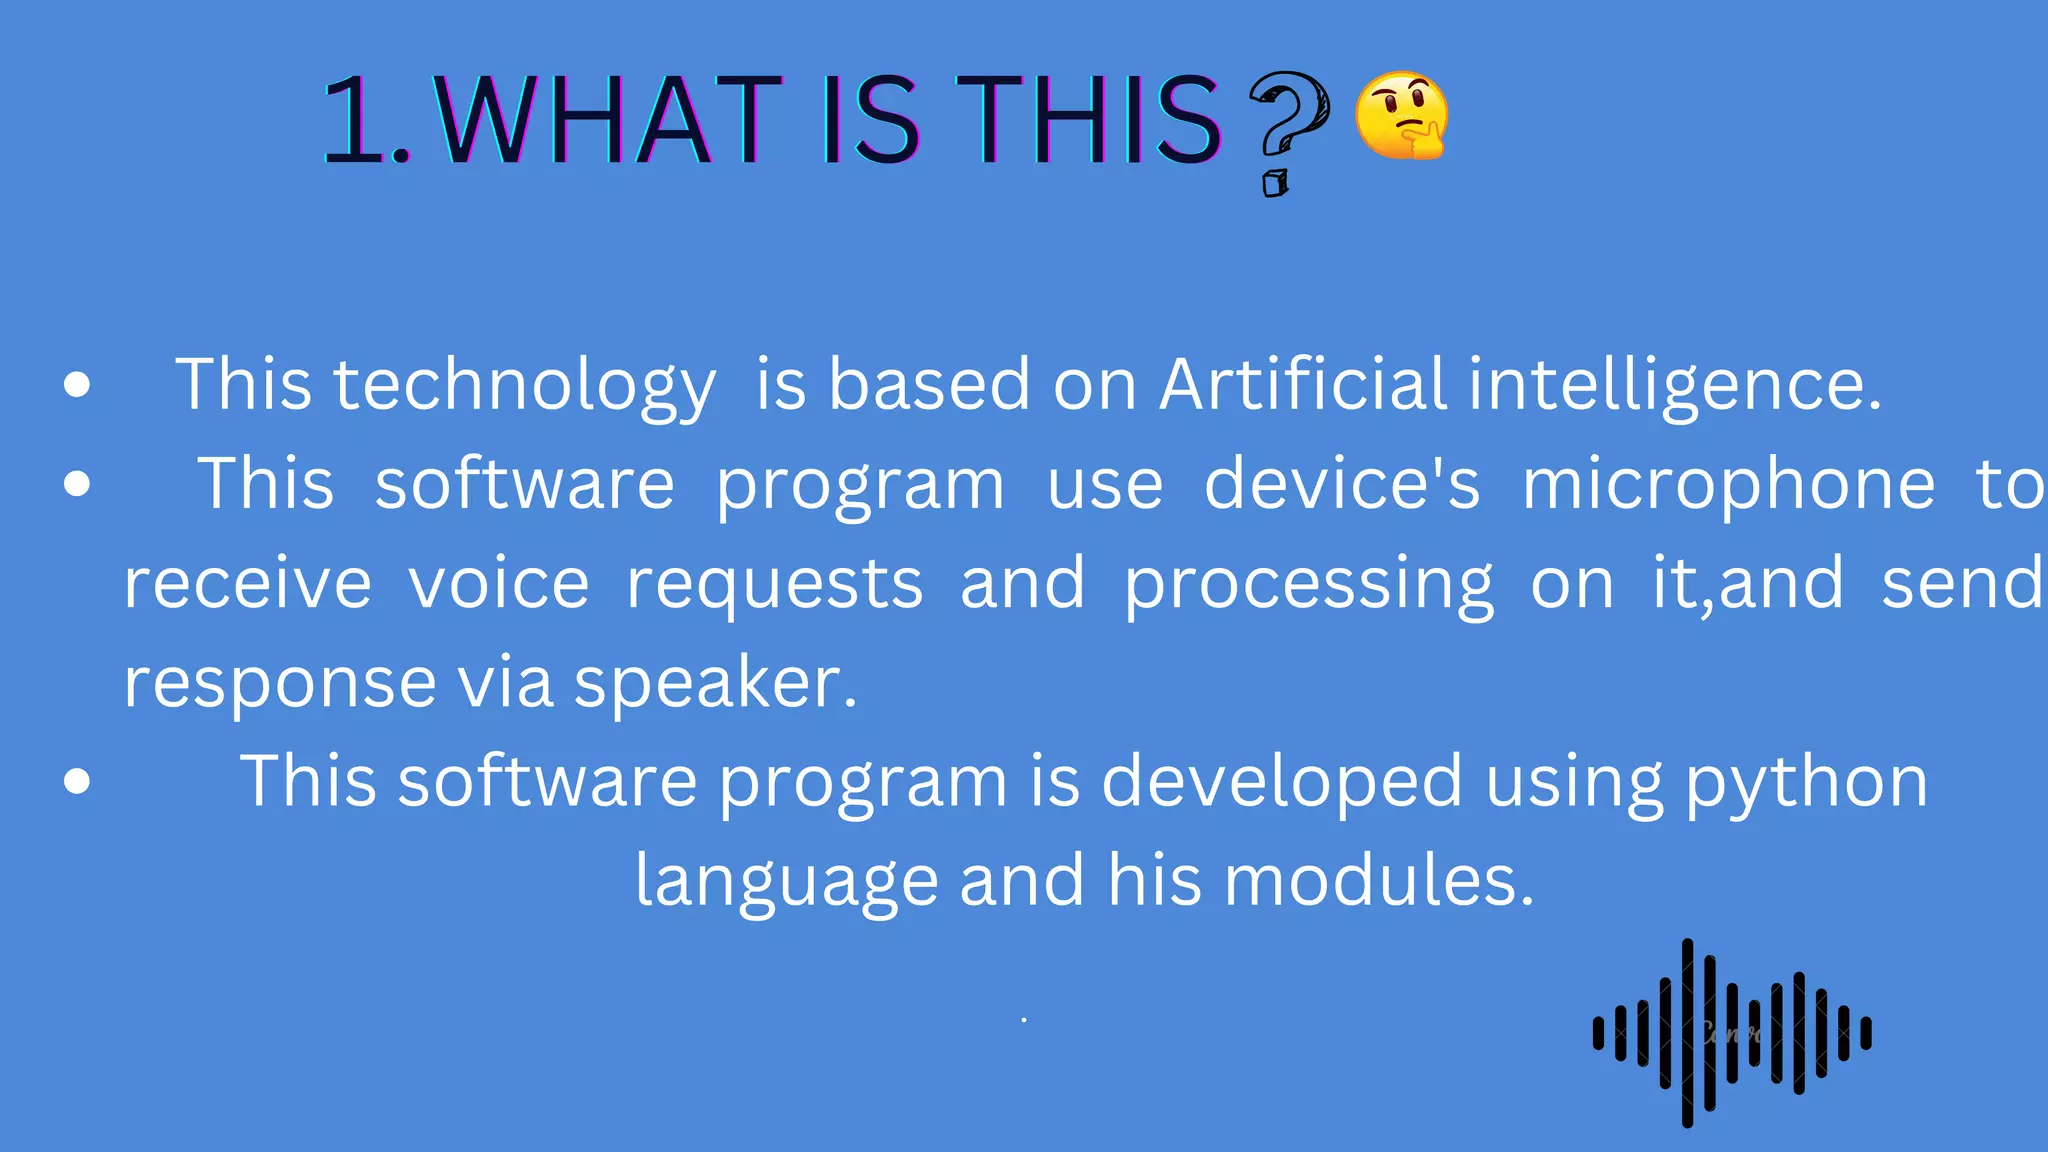 1. WHAT IS THIS?🤔
• This technology is based on Artificial intelligence.
• This software program use device's microphone to
receive voice requests and processing on it,and send
response via speaker.
• This software program is developed using python
language and his modules.
.
Canva